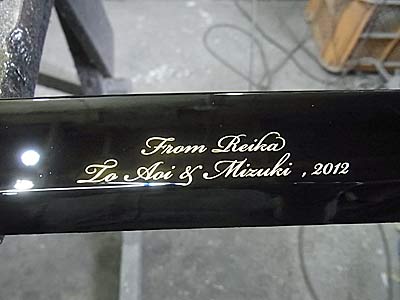 From Reika
To Aoi & Mizuki , 2012